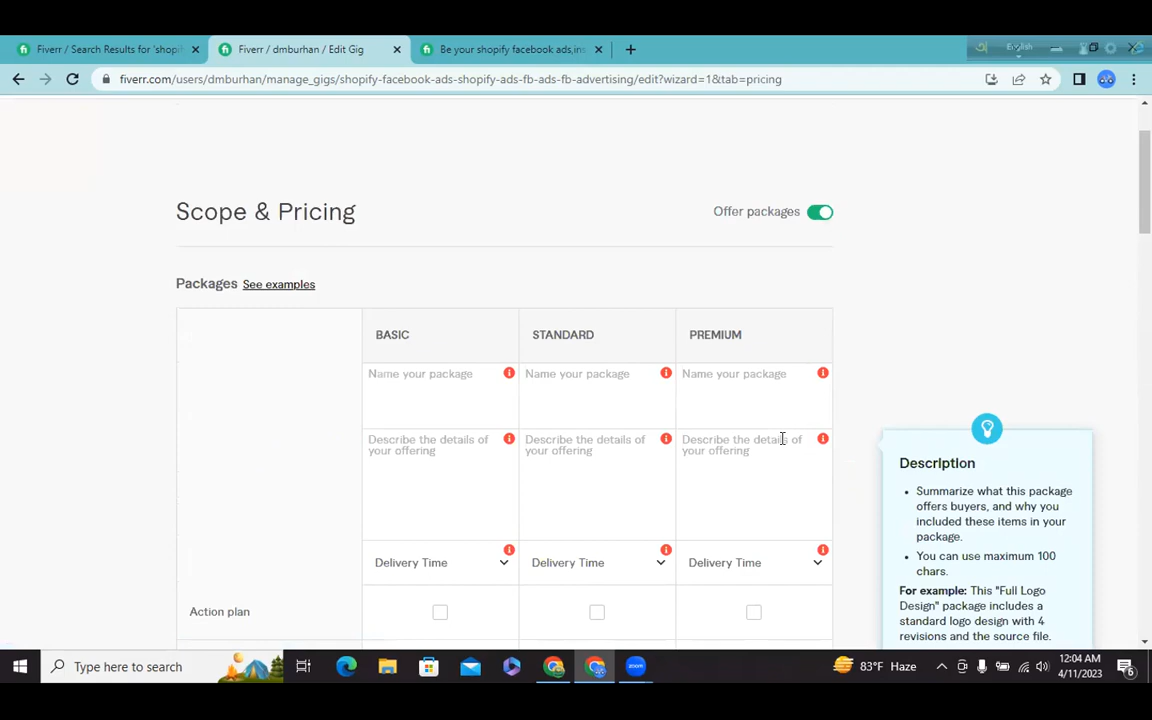 Fiverr / Search Results for 'shopif
Fiverr / dmburhan / Edit Gig
Be your shopify facebook ads,ins
English
fiverr.com/users/dmburhan/manage_gigs/shopify-facebook-ads-shopify-ads-fb-ads-fb-advertising/edit?wizard=1&tab=pricing
Scope & Pricing
Offer packages
Packages See examples
BASIC STANDARD PREMIUM
Name your package Name your package Name your package
Describe the details of Describe the details of Describe the details of
your offering your offering your offering
Delivery Time Delivery Time Delivery Time
Action plan
Description
• Summarize what this package
offers buyers, and why you
included these items in your
package.
• You can use maximum 100
chars.
For example: This "Full Logo
Design" package includes a
standard logo design with 4
revisions and the source file.
Type here to search
zoom
83°F Haze
12:04 AM
4/11/2023
6